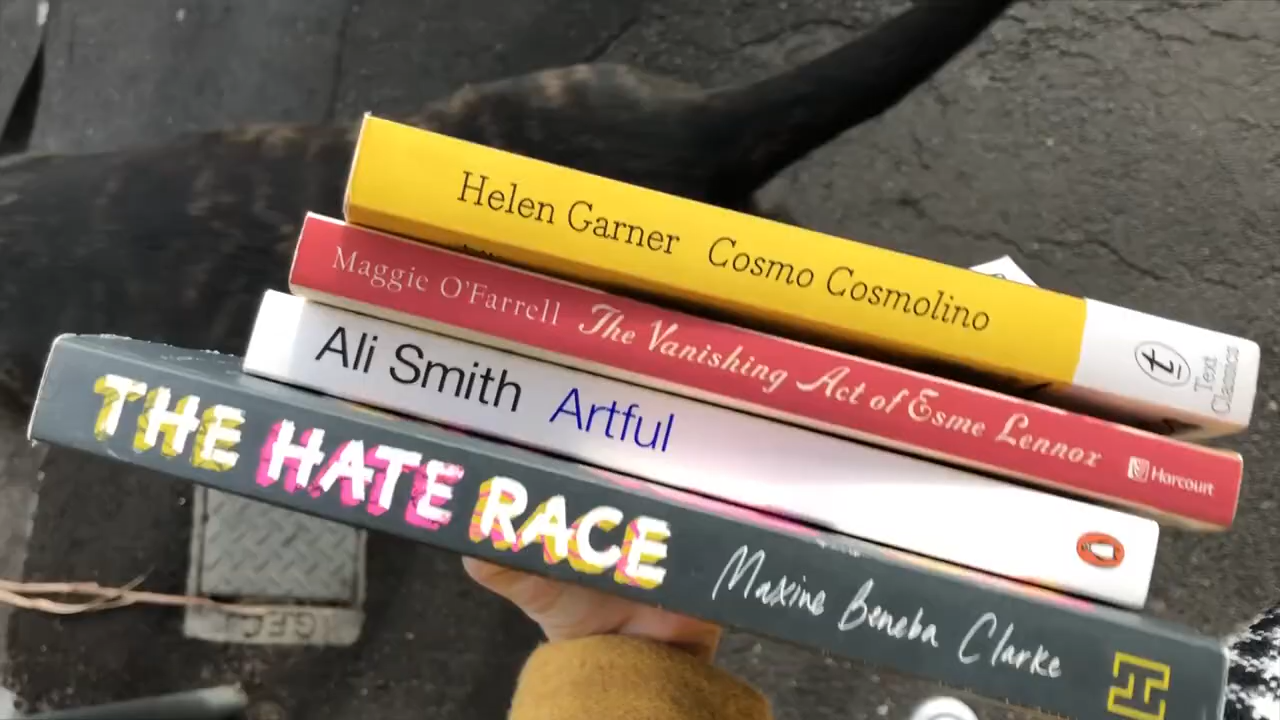 Helen Garner Cosmo Cosmolino
t
Text Classics
Maggie O'Farrell The Vanishing Act of Esme Lennox
Harcourt
Ali Smith Artful
THE HATE RACE Maxine Beneba Clarke